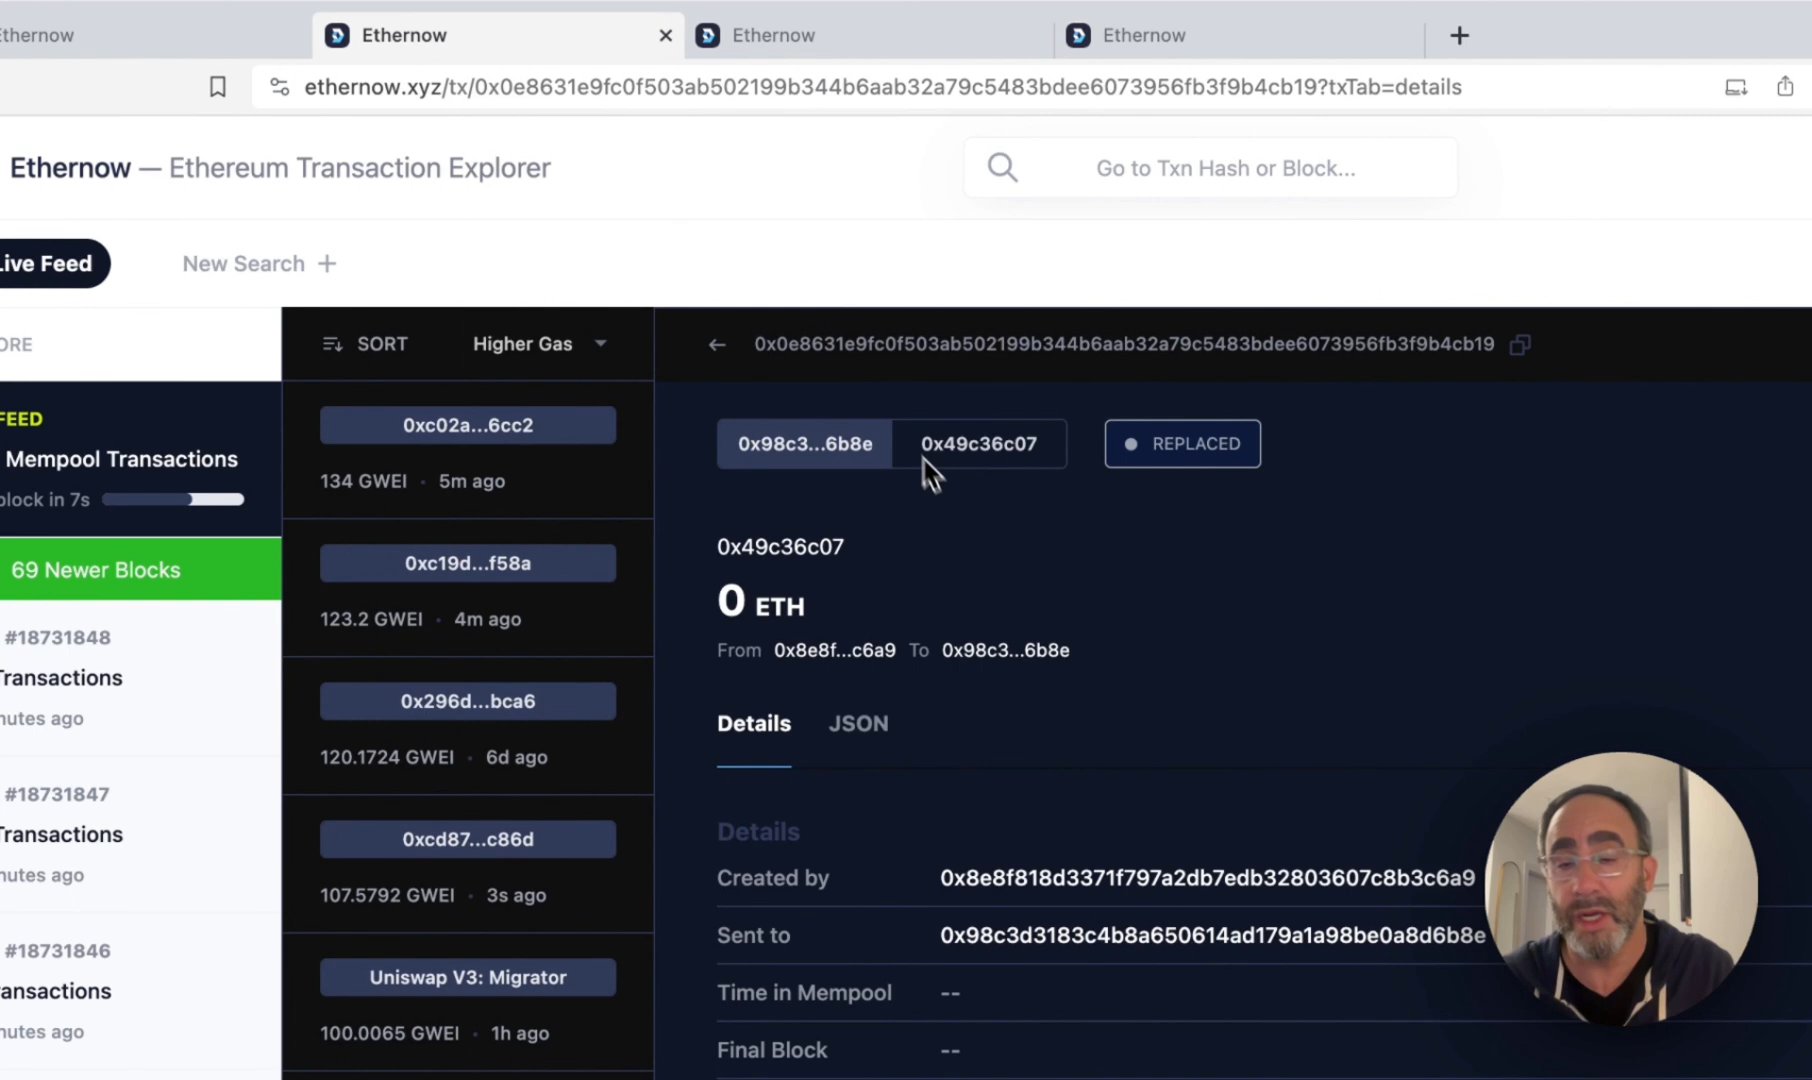 Ethernow
Ethernow
Ethernow
Ethernow
ethernow.xyz/tx/0x0e8631e9fc0f503ab502199b344b6aab32a79c5483bdee6073956fb3f9b4cb19?txTab=details
Ethernow — Ethereum Transaction Explorer
Go to Txn Hash or Block...
Live Feed
New Search +
ORE
FEED
Mempool Transactions
block in 7s
69 Newer Blocks
#18731848
Transactions
nutes ago
#18731847
Transactions
nutes ago
#18731846
ansactions
nutes ago
SORT
Higher Gas
0xc02a...6cc2
134 GWEI · 5m ago
0xc19d...f58a
123.2 GWEI · 4m ago
0x296d...bca6
120.1724 GWEI · 6d ago
0xcd87...c86d
107.5792 GWEI · 3s ago
Uniswap V3: Migrator
100.0065 GWEI · 1h ago
0x0e8631e9fc0f503ab502199b344b6aab32a79c5483bdee6073956fb3f9b4cb19
0x98c3...6b8e
0x49c36c07
REPLACED
0x49c36c07
0 ETH
From 0x8e8f...c6a9 To 0x98c3...6b8e
Details
JSON
Details
Created by 0x8e8f818d3371f797a2db7edb32803607c8b3c6a9
Sent to 0x98c3d3183c4b8a650614ad179a1a98be0a8d6b8e
Time in Mempool --
Final Block --